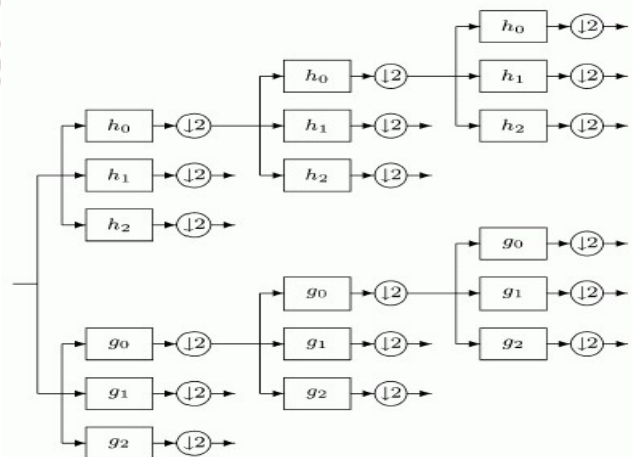 h₀ ↓2
h₀ ↓2 h₁ ↓2
h₀ ↓2 h₁ ↓2 h₂ ↓2
h₁ ↓2 h₂ ↓2
h₂ ↓2
g₀ ↓2
g₀ ↓2 g₁ ↓2
g₀ ↓2 g₁ ↓2 g₂ ↓2
g₁ ↓2 g₂ ↓2
g₂ ↓2